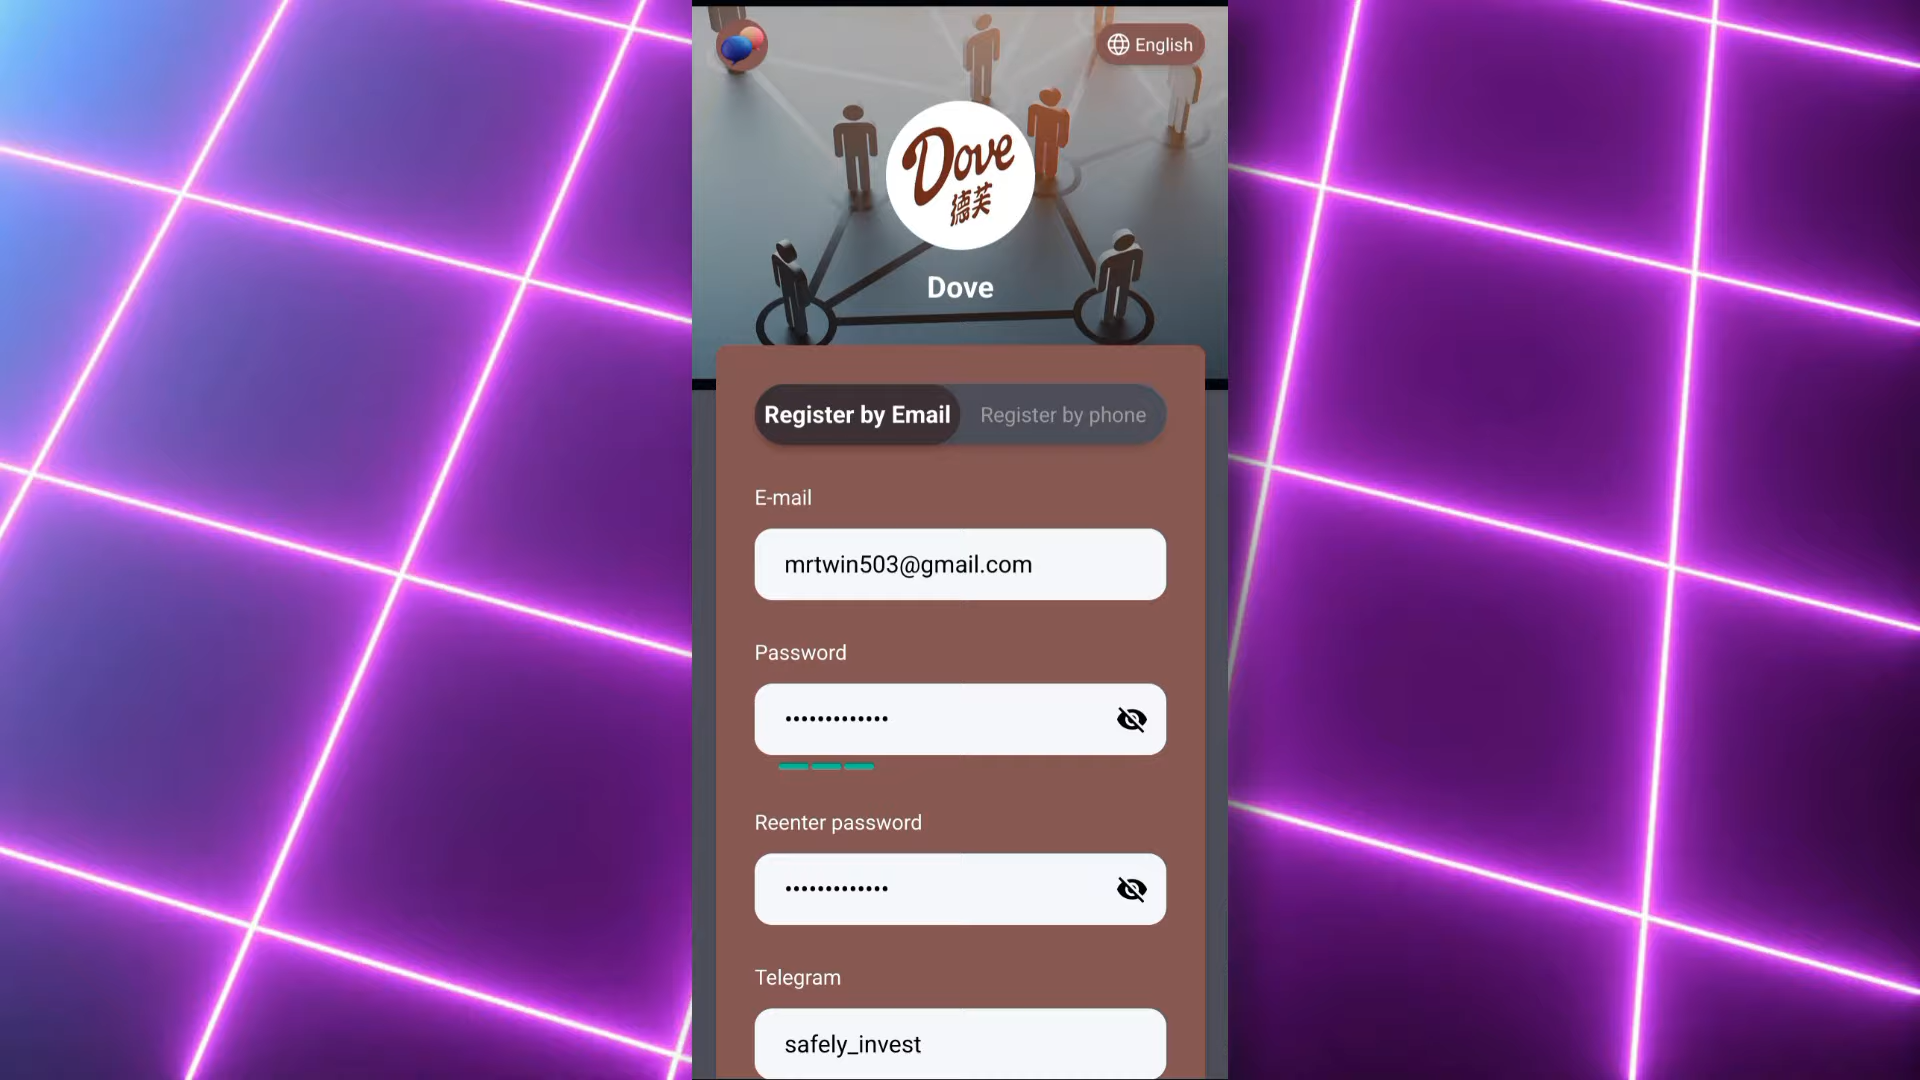 English
Dove
德芙
Dove
Register by Email
Register by phone
E-mail
mrtwin503@gmail.com
Password
•••••••••••••
Reenter password
•••••••••••••
Telegram
safely_invest